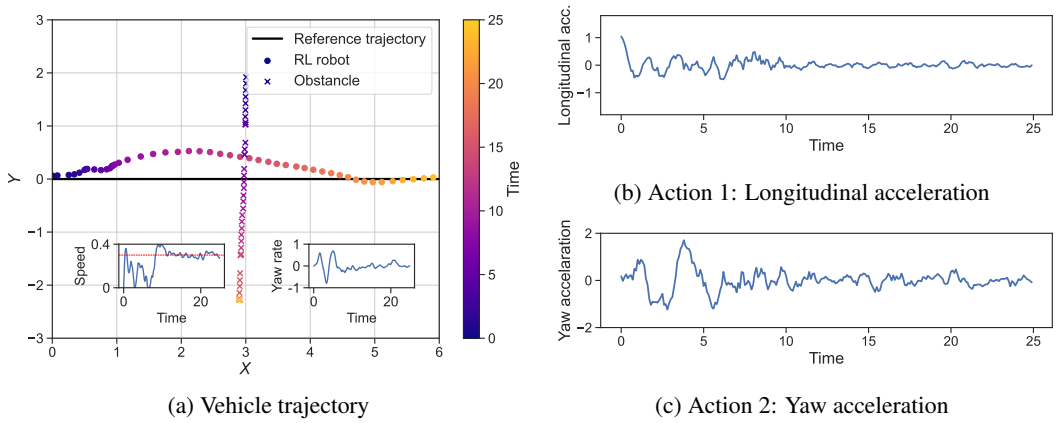 3
2
1
0
−1
−2
−3
Y
0
1
2
3
4
5
6
X
Reference trajectory
RL robot
Obstancle
0.4
0.0
Speed
0
20
Time
1
0
−1
Yaw rate
0
20
Time
25
20
15
10
5
0
Time
(a) Vehicle trajectory
Longitudinal acc.
1
0
−1
0
5
10
15
20
25
Time
(b) Action 1: Longitudinal acceleration
Yaw accelaration
2
0
−2
0
5
10
15
20
25
Time
(c) Action 2: Yaw acceleration